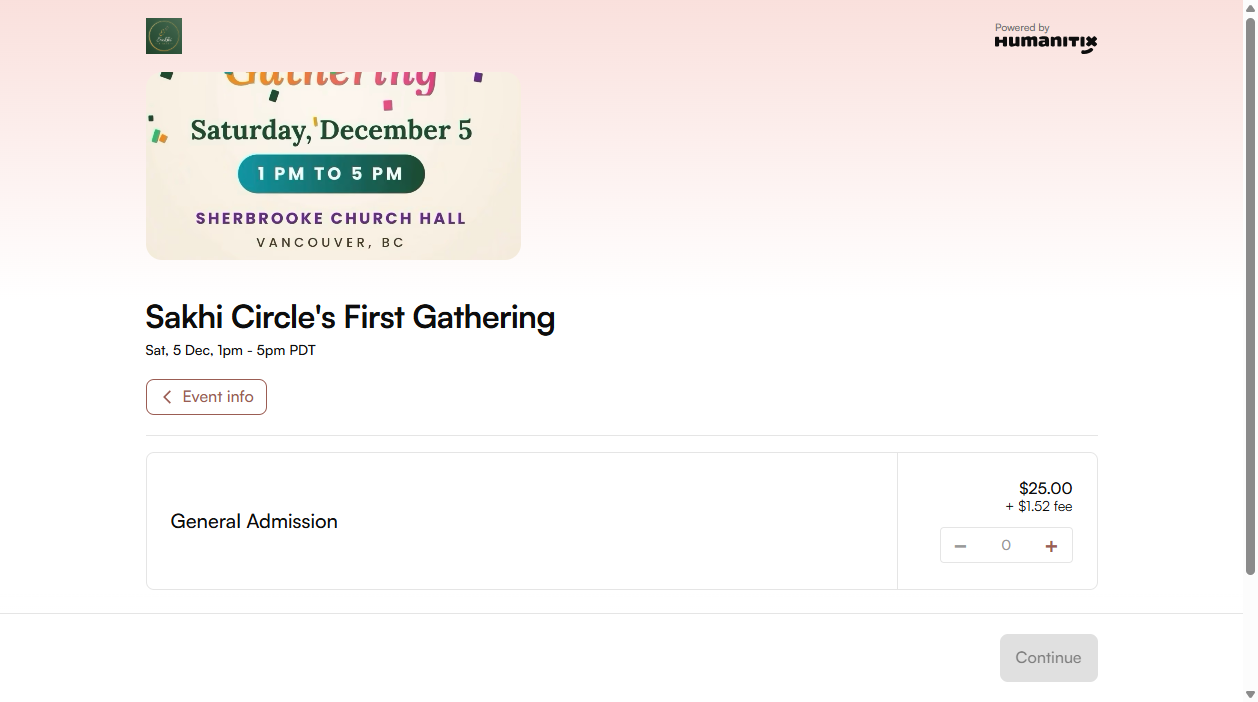 Powered by
HUMANITIX
Gathering
Saturday, December 5
1 PM TO 5 PM
SHERBROOKE CHURCH HALL
VANCOUVER, BC
Sakhi Circle's First Gathering
Sat, 5 Dec, 1pm - 5pm PDT
Event info
General Admission
$25.00
+ $1.52 fee
0
Continue